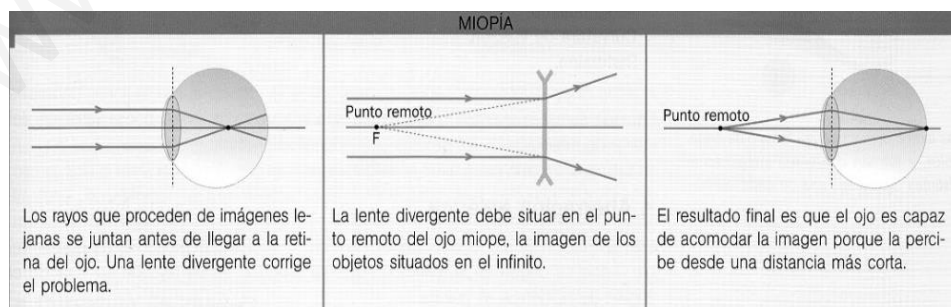 MIOPÍA
Punto remoto
F
Punto remoto
Los rayos que proceden de imágenes le-
janas se juntan antes de llegar a la reti-
na del ojo. Una lente divergente corrige
el problema.
La lente divergente debe situar en el pun-
to remoto del ojo miope, la imagen de los
objetos situados en el infinito.
El resultado final es que el ojo es capaz
de acomodar la imagen porque la perci-
be desde una distancia más corta.